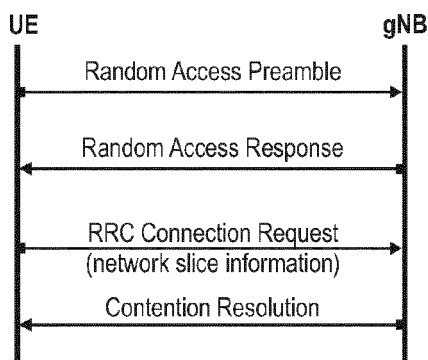 UE gNB
Random Access Preamble
Random Access Response
RRC Connection Request
(network slice information)
Contention Resolution